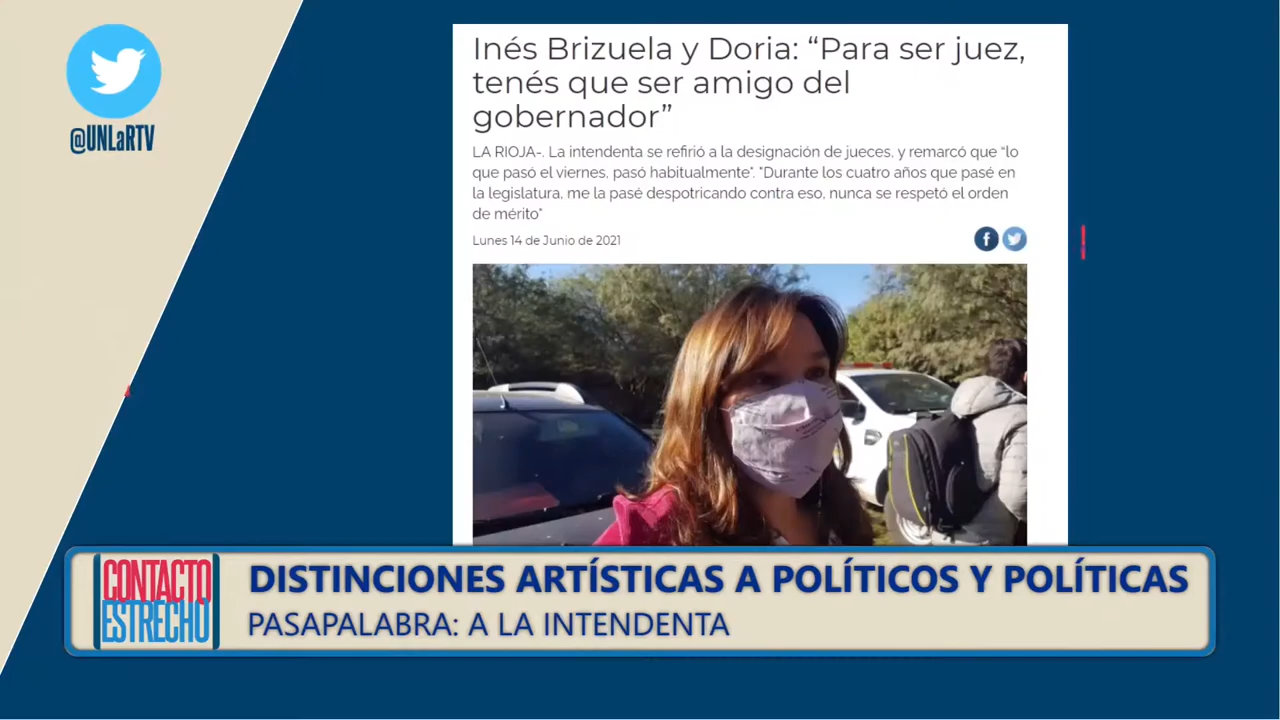 @UNLaRTV
Inés Brizuela y Doria: “Para ser juez,
tenés que ser amigo del
gobernador”
LA RIOJA-. La intendenta se refirió a la designación de jueces, y remarcó que “lo
que pasó el viernes, pasó habitualmente”. "Durante los cuatro años que pasé en
la legislatura, me la pasé despotricando contra eso, nunca se respetó el orden
de mérito"
Lunes 14 de Junio de 2021
CONTACTO
ESTRECHO
DISTINCIONES ARTÍSTICAS A POLÍTICOS Y POLÍTICAS
PASAPALABRA: A LA INTENDENTA